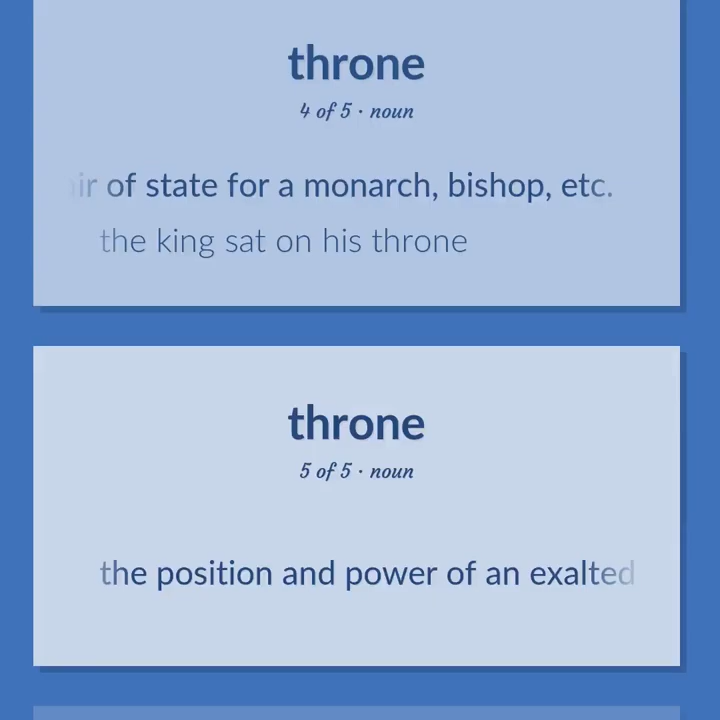 throne
4 of 5 · noun
of state for a monarch, bishop, etc.
the king sat on his throne
throne
5 of 5 · noun
the position and power of an exalted